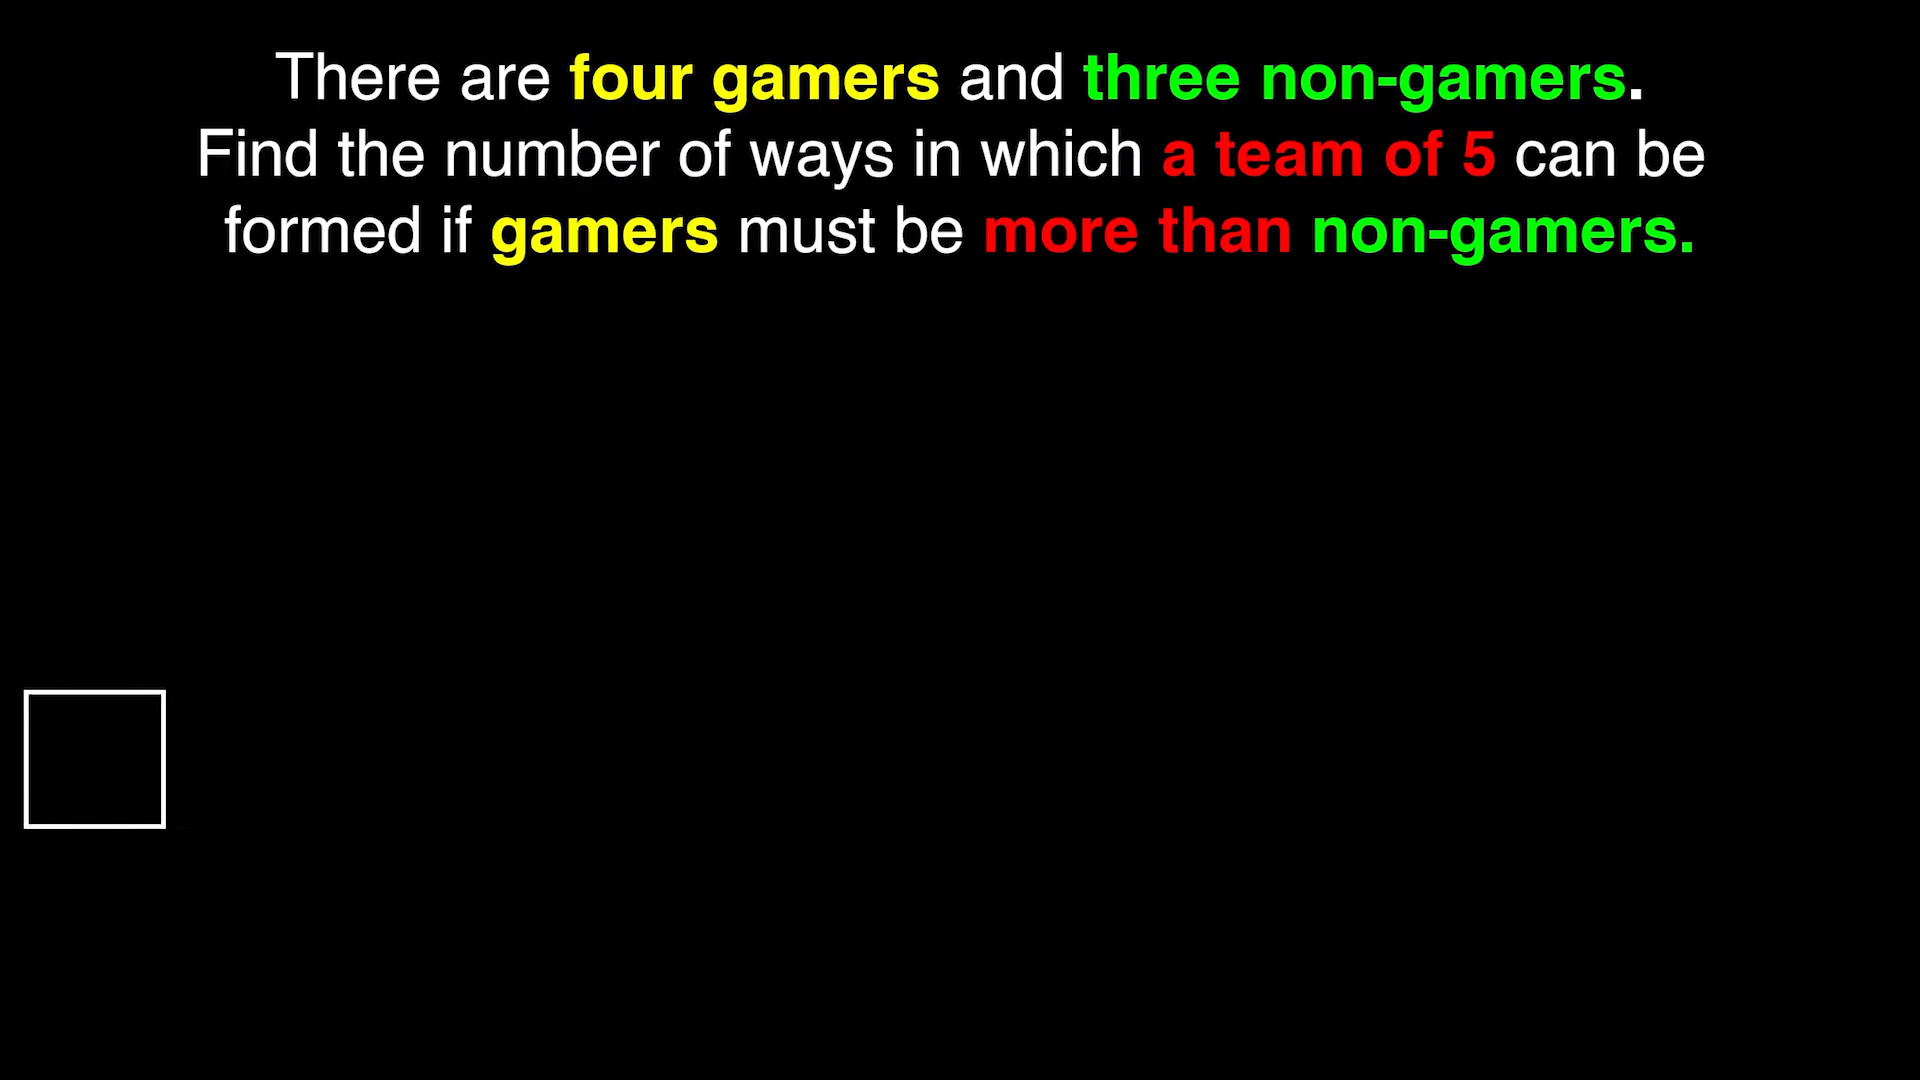 There are four gamers and three non-gamers.
Find the number of ways in which a team of 5 can be
formed if gamers must be more than non-gamers.